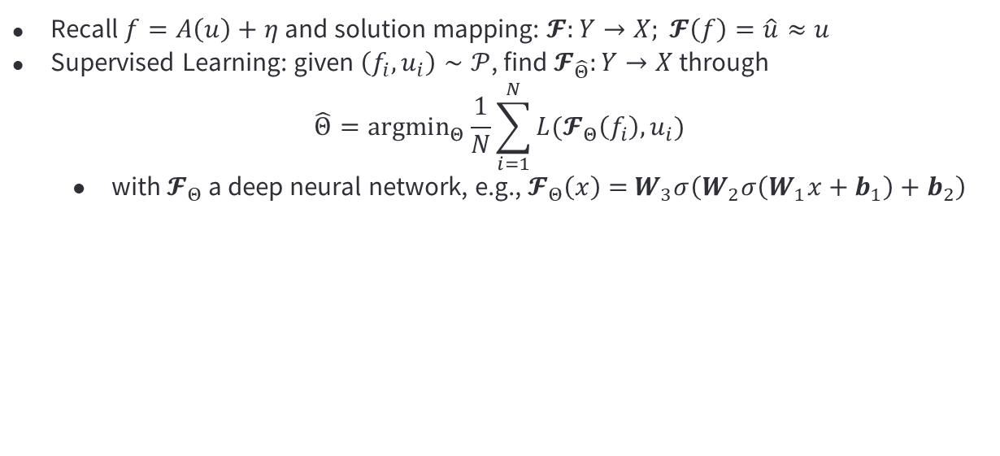 • Recall 𝑓 = 𝐴(𝑢) + 𝜂 and solution mapping: 𝓕: 𝑌 → 𝑋; 𝓕(𝑓) = û ≈ 𝑢
• Supervised Learning: given (𝑓ᵢ, 𝑢ᵢ) ~ 𝒫, find 𝓕_Θ̂: 𝑌 → 𝑋 through
Θ̂ = argmin_Θ 1/N ∑_{i=1}^{N} L(𝓕_Θ(𝑓ᵢ), 𝑢ᵢ)
• with 𝓕_Θ a deep neural network, e.g., 𝓕_Θ(𝑥) = 𝑾₃𝜎(𝑾₂𝜎(𝑾₁𝑥 + 𝒃₁) + 𝒃₂)